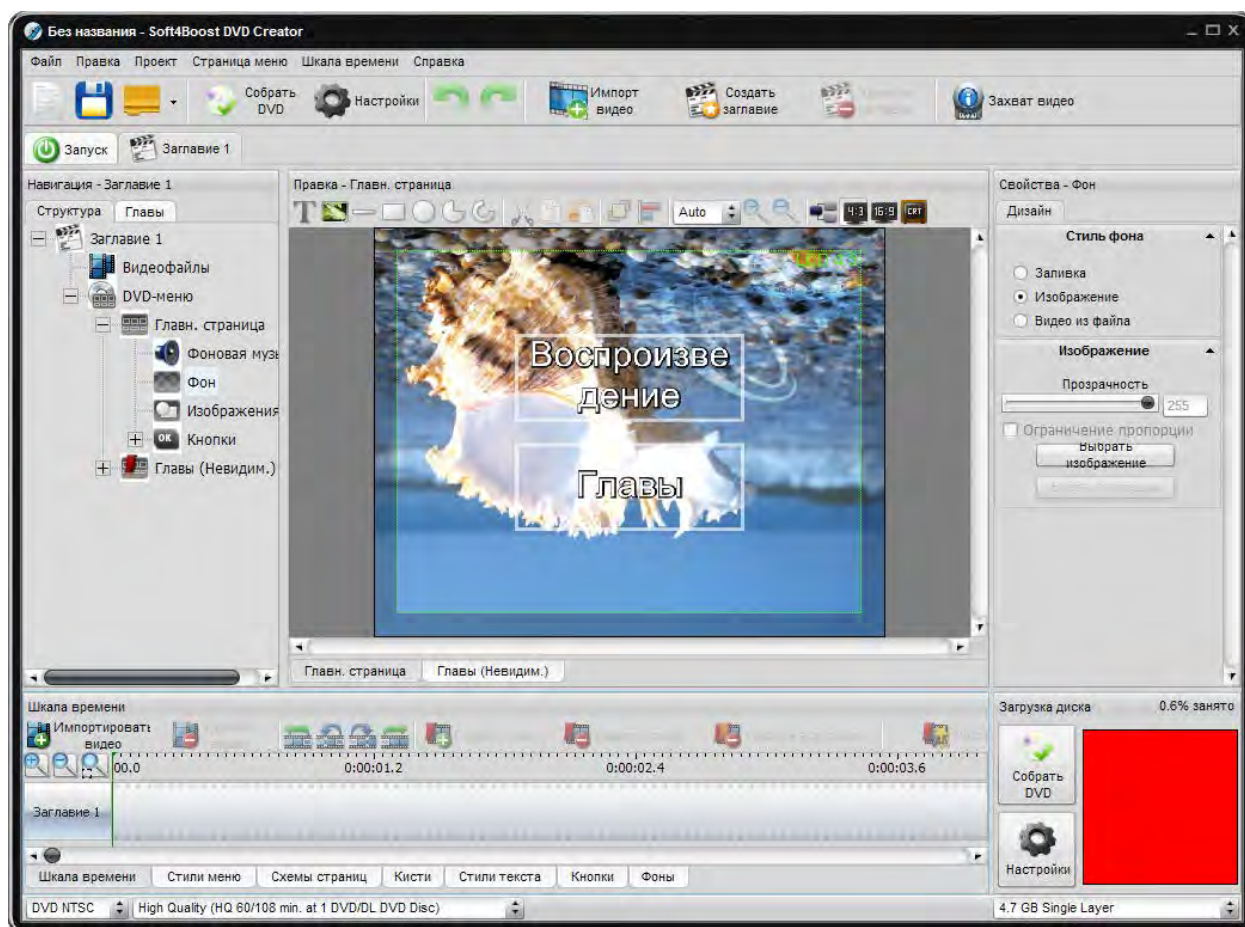 Без названия - Soft4Boost DVD Creator
Файл Правка Проект Страница меню Шкала времени Справка
Собрать
DVD
Настройки
Импорт
видео
Создать
заглавие
Захват видео
Запуск
Заглавие 1
Навигация - Заглавие 1
Структура Главы
Заглавие 1
Видеофайлы
DVD-меню
Главн. страница
Фоновая музы
Фон
Изображения
OK Кнопки
Главы (Невидим.)
Правка - Главн. страница
Auto 4:3 16:9 CRT
Воспроизве
дение
Главы
Главн. страница Главы (Невидим.)
Свойства - Фон
Дизайн
Стиль фона
Заливка
Изображение
Видео из файла
Изображение
Прозрачность
255
Ограничение пропорции
Выбрать
изображение
Шкала времени
Импортировать
видео
00.0 0:00:01.2 0:00:02.4 0:00:03.6
Заглавие 1
Шкала времени Стили меню Схемы страниц Кисти Стили текста Кнопки Фоны
Загрузка диска 0.6% занято
Собрать
DVD
Настройки
DVD NTSC High Quality (HQ 60/108 min. at 1 DVD/DL DVD Disc) 4.7 GB Single Layer